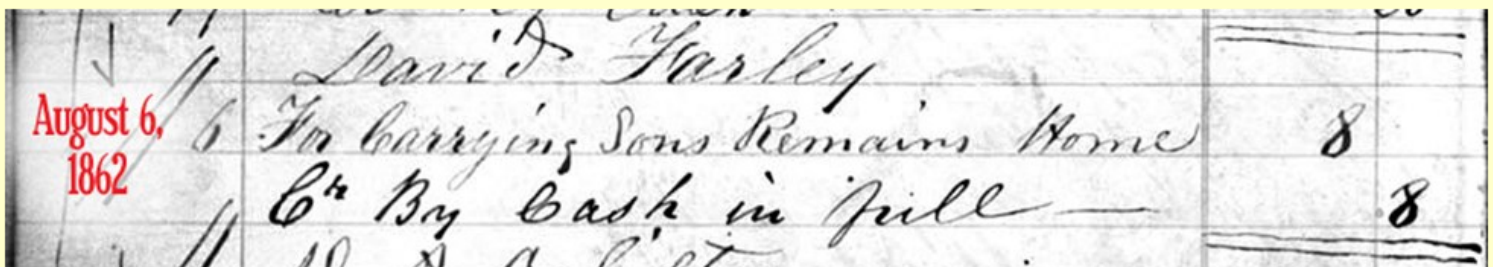 David Farley
August 6,
1862
6 For Carrying Sons Remains Home 8
Cr By Cash in full — 8